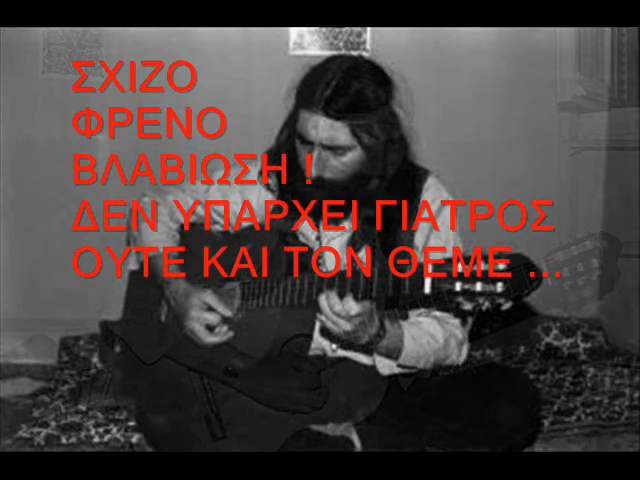 ΣΧΙΖΟ
ΦΡΕΝΟ
ΒΛΑΒΙΩΣΗ !
ΔΕΝ ΥΠΑΡΧΕΙ ΓΙΑΤΡΟΣ
ΟΥΤΕ ΚΑΙ ΤΟΝ ΘΕΜΕ ...